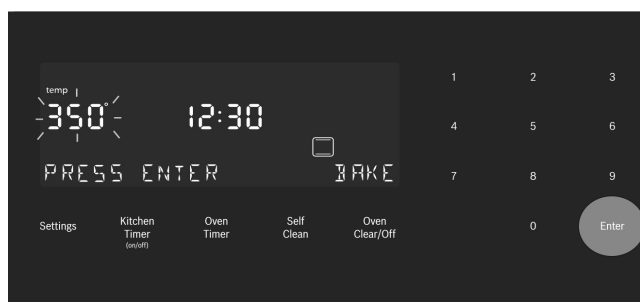 temp
350° 12:30
PRESS ENTER BAKE
1 2 3
4 5 6
7 8 9
0 Enter
Settings
Kitchen
Timer
(on/off)
Oven
Timer
Self
Clean
Oven
Clear/Off